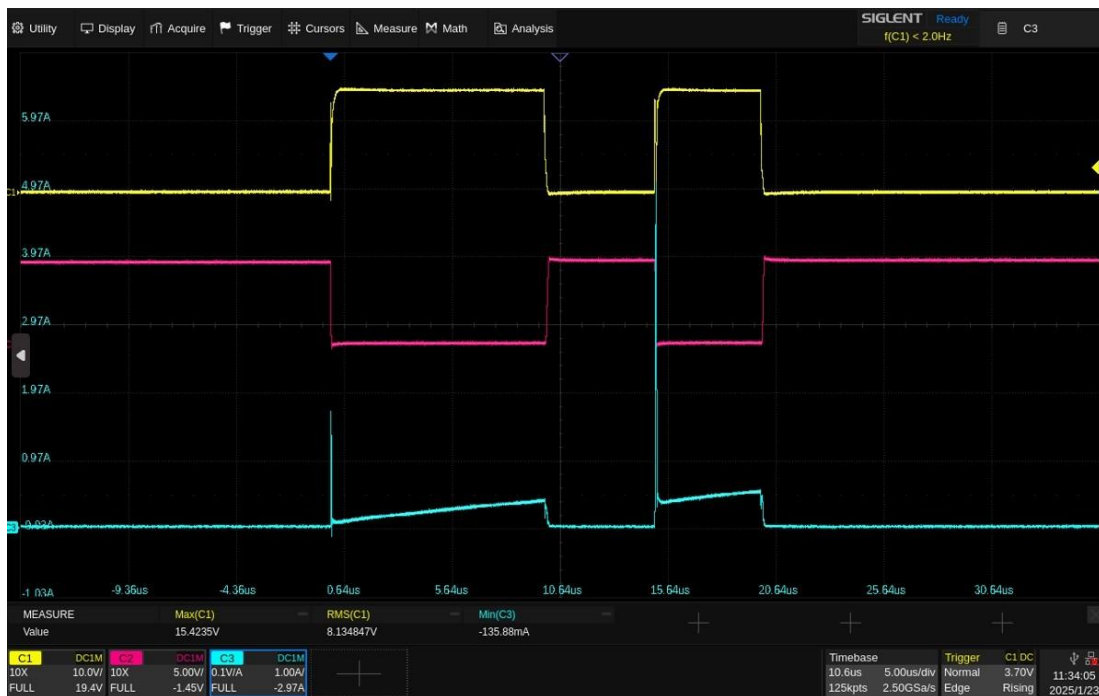 Utility Display Acquire Trigger Cursors Measure Math Analysis SIGLENT Ready C3
f(C1) < 2.0Hz
5.97A
C1 4.97A
3.97A
2.97A
1.97A
0.97A
C3 -0.03A
-1.03A -9.36us -4.36us 0.64us 5.64us 10.64us 15.64us 20.64us 25.64us 30.64us
MEASURE Max(C1) RMS(C1) Min(C3)
Value 15.4235V 8.134847V -135.88mA
C1 DC1M C2 DC1M C3 DC1M Timebase Trigger C1 DC
10X 10.0V/ 10X 5.00V/ 0.1V/A 1.00A/ 10.6us 5.00us/div Normal 3.70V 11:34:05
FULL 19.4V FULL -1.45V FULL -2.97A 125kpts 2.50GSa/s Edge Rising 2025/1/23